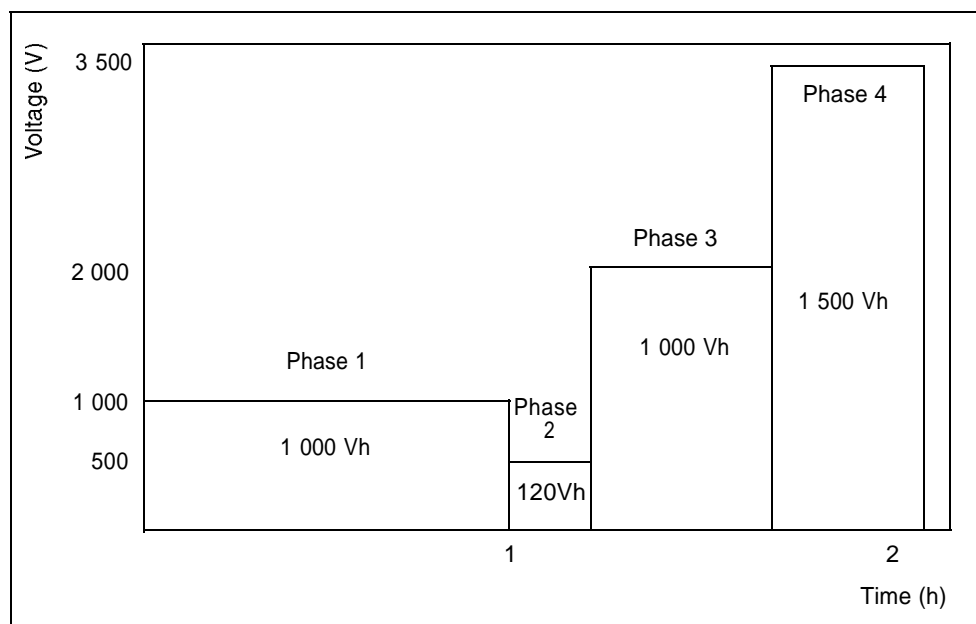 Voltage (V)
3 500
2 000
1 000
500
Phase 1
1 000 Vh
Phase
2
120Vh
Phase 3
1 000 Vh
Phase 4
1 500 Vh
1
2
Time (h)